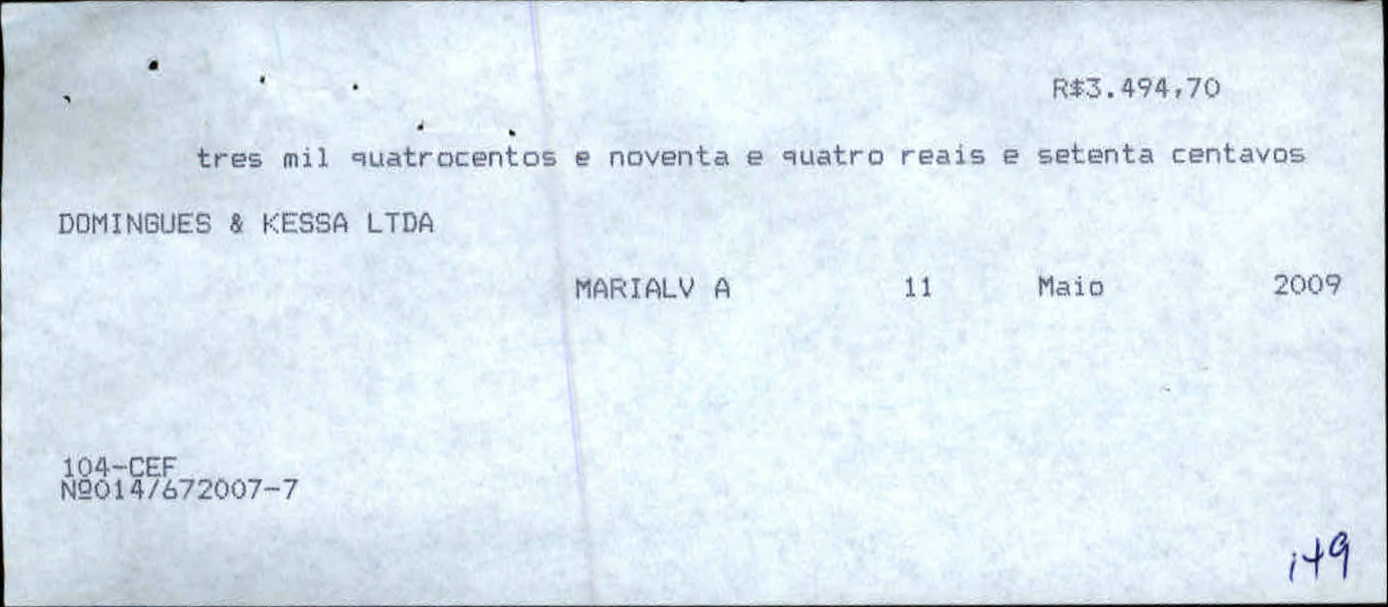 R$3.494,70
tres mil quatrocentos e noventa e quatro reais e setenta centavos
DOMINGUES & KESSA LTDA
MARIALV A 11 Maio 2009
104-CEF
Nº014/672007-7
149